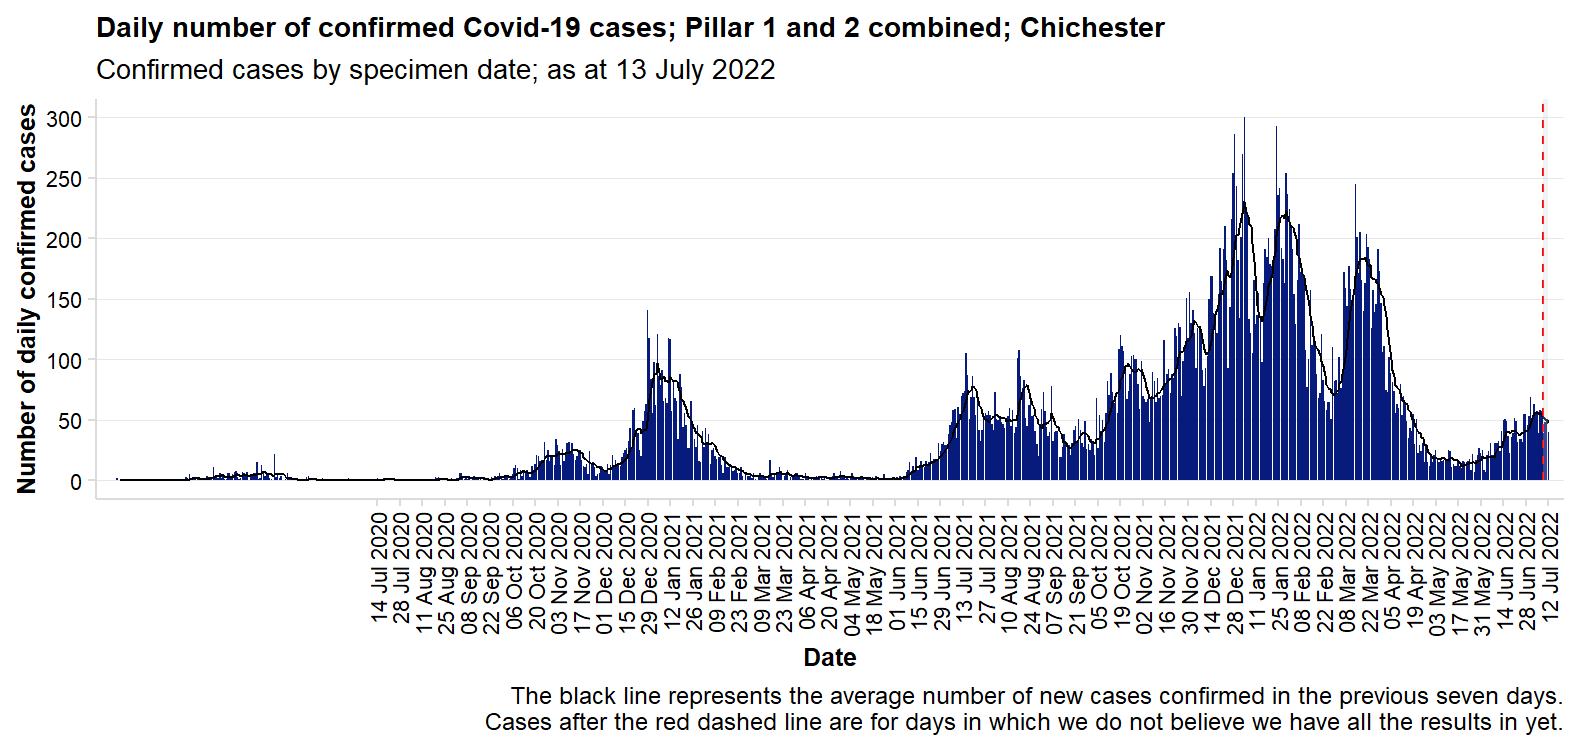 Daily number of confirmed Covid-19 cases; Pillar 1 and 2 combined; Chichester
Confirmed cases by specimen date; as at 13 July 2022
Number of daily confirmed cases
300
250
200
150
100
50
0
14 Jul 2020
28 Jul 2020
11 Aug 2020
25 Aug 2020
08 Sep 2020
22 Sep 2020
06 Oct 2020
20 Oct 2020
03 Nov 2020
17 Nov 2020
01 Dec 2020
15 Dec 2020
29 Dec 2020
12 Jan 2021
26 Jan 2021
09 Feb 2021
23 Feb 2021
09 Mar 2021
23 Mar 2021
06 Apr 2021
20 Apr 2021
04 May 2021
18 May 2021
01 Jun 2021
15 Jun 2021
29 Jun 2021
13 Jul 2021
27 Jul 2021
10 Aug 2021
24 Aug 2021
07 Sep 2021
21 Sep 2021
05 Oct 2021
19 Oct 2021
02 Nov 2021
16 Nov 2021
30 Nov 2021
14 Dec 2021
28 Dec 2021
11 Jan 2022
25 Jan 2022
08 Feb 2022
22 Feb 2022
08 Mar 2022
22 Mar 2022
05 Apr 2022
19 Apr 2022
03 May 2022
17 May 2022
31 May 2022
14 Jun 2022
28 Jun 2022
12 Jul 2022
Date
The black line represents the average number of new cases confirmed in the previous seven days.
Cases after the red dashed line are for days in which we do not believe we have all the results in yet.